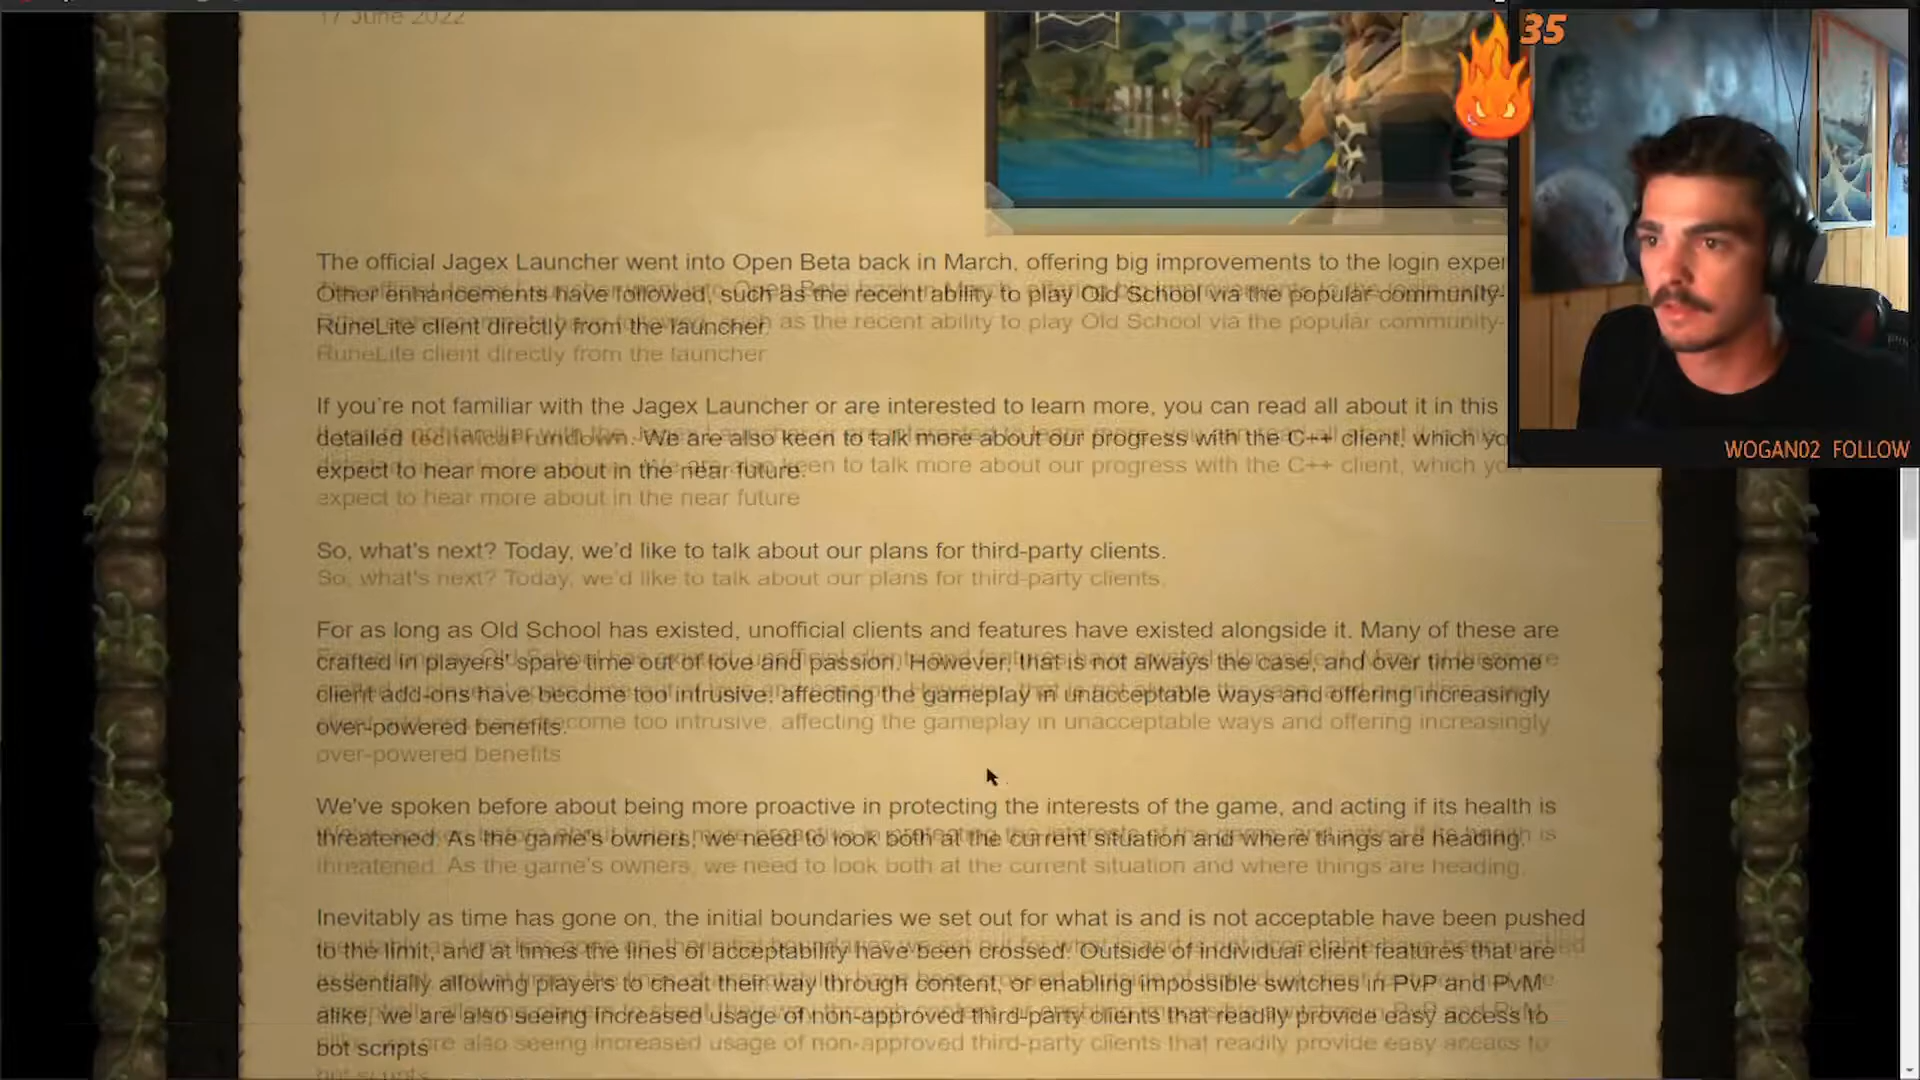 17 June 2022
35
The official Jagex Launcher went into Open Beta back in March, offering big improvements to the login exper
Other enhancements have followed, such as the recent ability to play Old School via the popular community-
RuneLite client directly from the launcher.
If you're not familiar with the Jagex Launcher or are interested to learn more, you can read all about it in this
detailed technical rundown. We are also keen to talk more about our progress with the C++ client, which yo
expect to hear more about in the near future.
WOGAN02 FOLLOW
So, what's next? Today, we'd like to talk about our plans for third-party clients.
For as long as Old School has existed, unofficial clients and features have existed alongside it. Many of these are
crafted in players' spare time out of love and passion. However, that is not always the case, and over time some
client add-ons have become too intrusive, affecting the gameplay in unacceptable ways and offering increasingly
over-powered benefits.
We've spoken before about being more proactive in protecting the interests of the game, and acting if its health is
threatened. As the game's owners, we need to look both at the current situation and where things are heading.
Inevitably as time has gone on, the initial boundaries we set out for what is and is not acceptable have been pushed
to the limit, and at times the lines of acceptability have been crossed. Outside of individual client features that are
essentially allowing players to cheat their way through content, or enabling impossible switches in PvP and PvM
alike, we are also seeing increased usage of non-approved third-party clients that readily provide easy access to
bot scripts